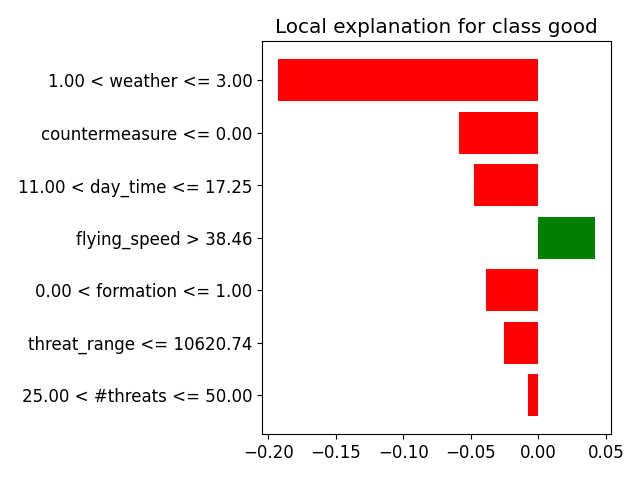 Local explanation for class good
1.00 < weather <= 3.00
countermeasure <= 0.00
11.00 < day_time <= 17.25
flying_speed > 38.46
0.00 < formation <= 1.00
threat_range <= 10620.74
25.00 < #threats <= 50.00
−0.20 −0.15 −0.10 −0.05 0.00 0.05